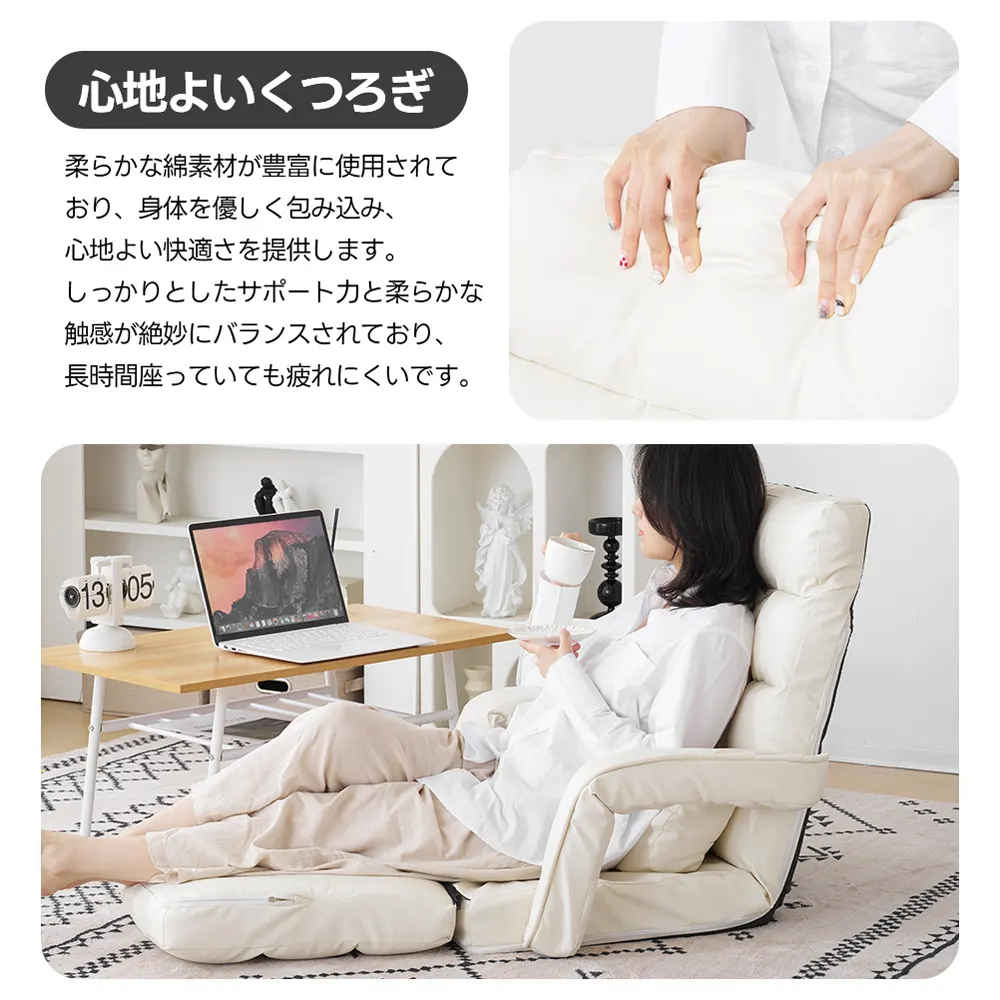 心地よいくつろぎ
柔らかな綿素材が豊富に使用されて
おり、身体を優しく包み込み、
心地よい快適さを提供します。
しっかりとしたサポート力と柔らかな
触感が絶妙にバランスされており、
長時間座っていても疲れにくいです。
13 05